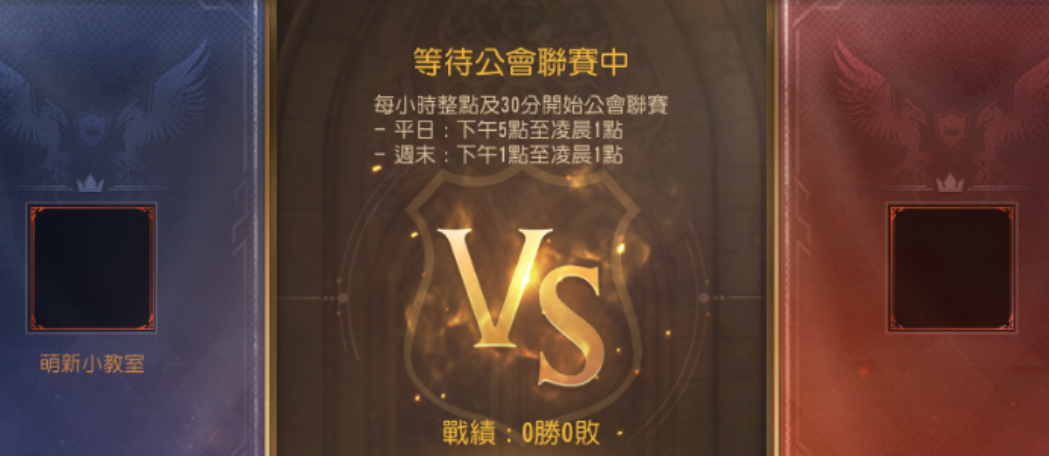 等待公會聯賽中
每小時整點及30分開始公會聯賽
- 平日：下午5點至凌晨1點
- 週末：下午1點至凌晨1點
VS
萌新小教室
戰績：0勝0敗